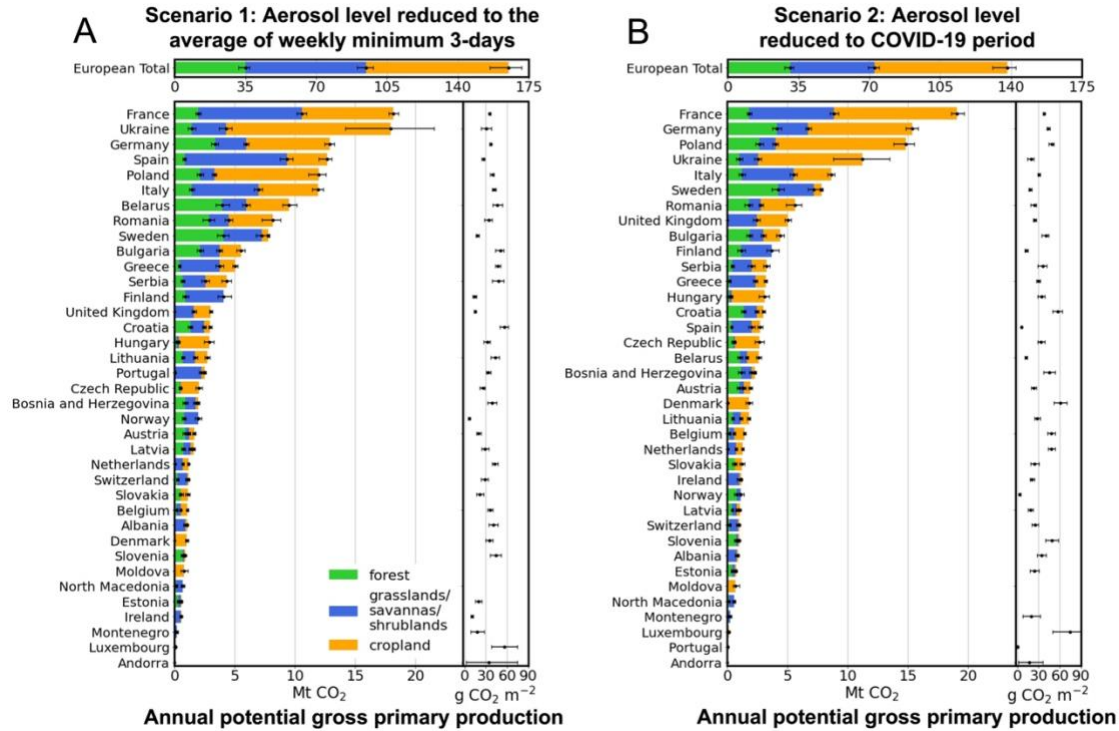 A
Scenario 1: Aerosol level reduced to the
average of weekly minimum 3-days
European Total
0 35 70 105 140 175
France
Ukraine
Germany
Spain
Poland
Italy
Belarus
Romania
Sweden
Bulgaria
Greece
Serbia
Finland
United Kingdom
Croatia
Hungary
Lithuania
Portugal
Czech Republic
Bosnia and Herzegovina
Norway
Austria
Latvia
Netherlands
Switzerland
Slovakia
Belgium
Albania
Denmark
Slovenia
Moldova
North Macedonia
Estonia
Ireland
Montenegro
Luxembourg
Andorra
forest
grasslands/
savannas/
shrublands
cropland
0 5 10 15 20 0 30 60 90
Mt CO₂ g CO₂ m⁻²
Annual potential gross primary production
B
Scenario 2: Aerosol level
reduced to COVID-19 period
European Total
0 35 70 105 140 175
France
Germany
Poland
Ukraine
Italy
Sweden
Romania
United Kingdom
Bulgaria
Finland
Serbia
Greece
Hungary
Croatia
Spain
Czech Republic
Belarus
Bosnia and Herzegovina
Austria
Denmark
Lithuania
Belgium
Netherlands
Slovakia
Ireland
Norway
Latvia
Switzerland
Slovenia
Albania
Estonia
Moldova
North Macedonia
Montenegro
Luxembourg
Portugal
Andorra
0 5 10 15 20 0 30 60 90
Mt CO₂ g CO₂ m⁻²
Annual potential gross primary production